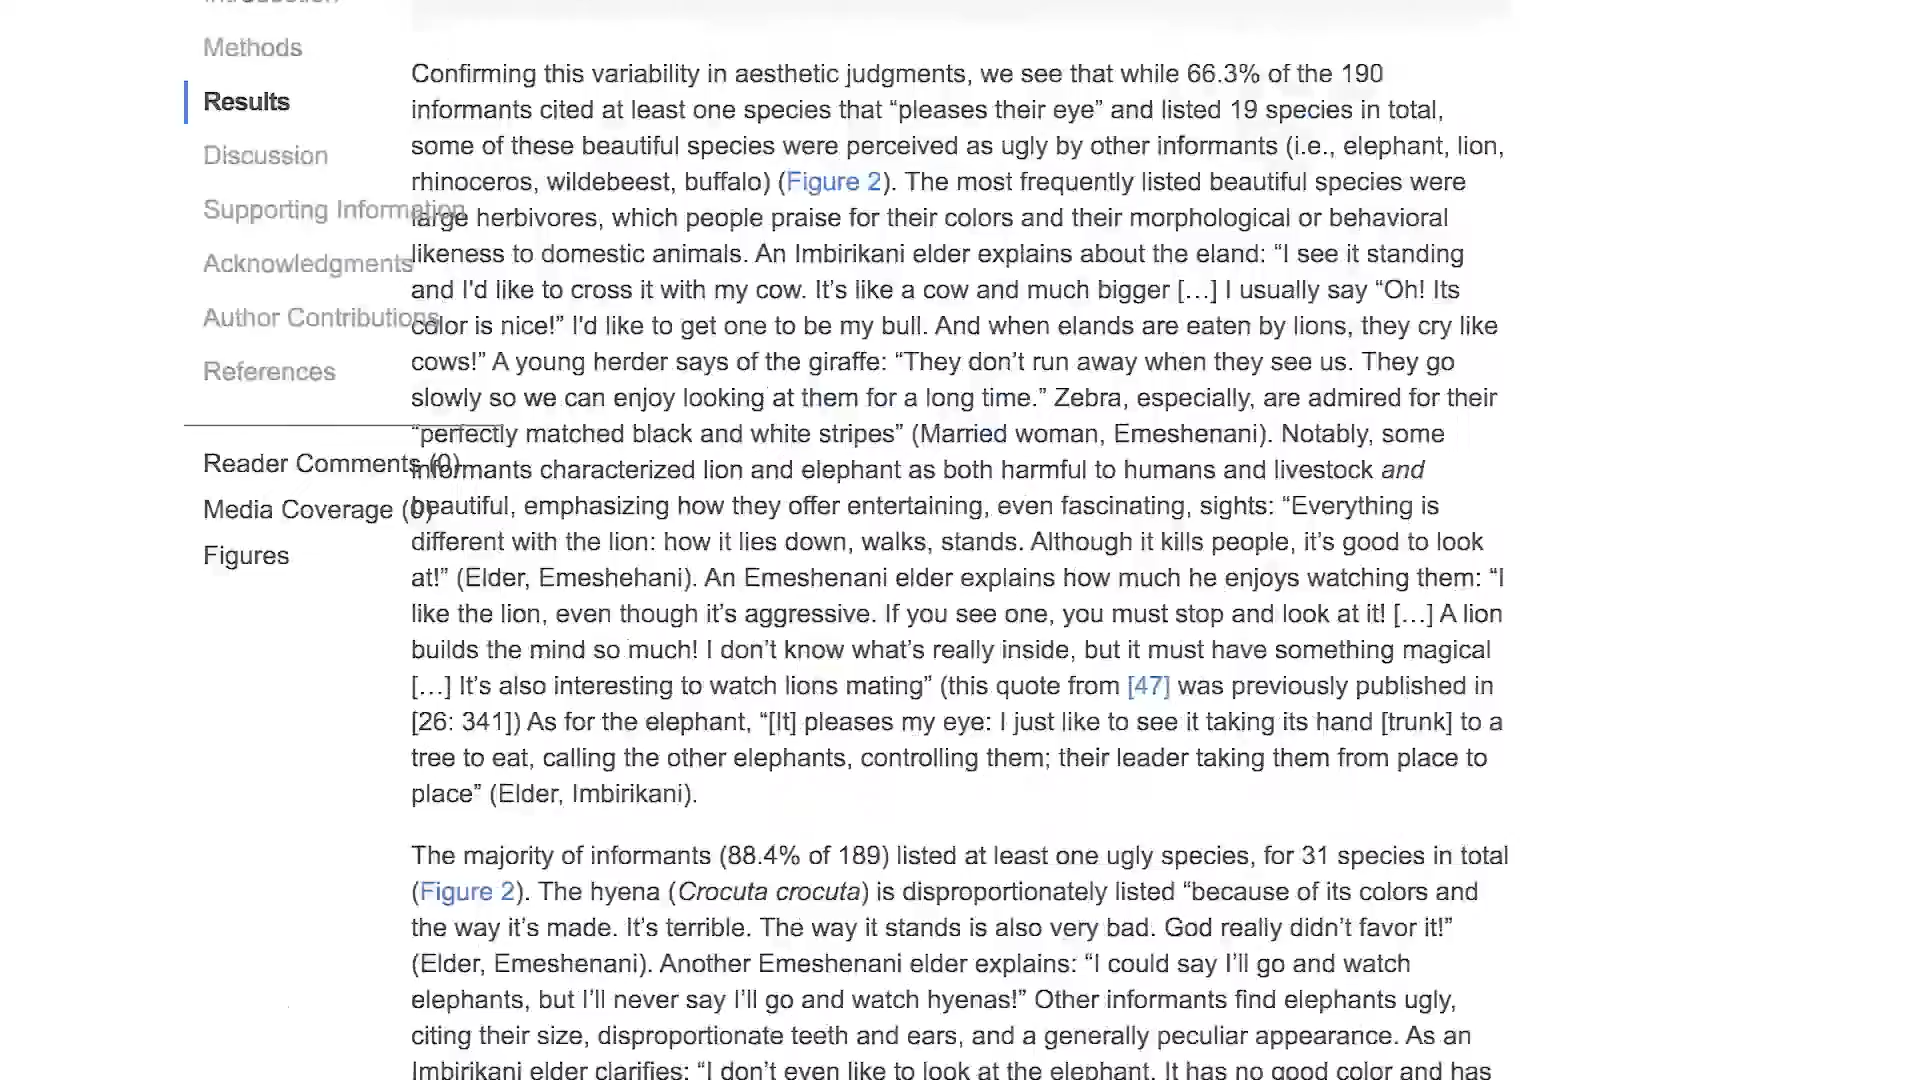 Methods
Results
Discussion
Supporting Information
Acknowledgments
Author Contributions
References
Reader Comments (0)
Media Coverage (0)
Figures
Confirming this variability in aesthetic judgments, we see that while 66.3% of the 190
informants cited at least one species that “pleases their eye” and listed 19 species in total,
some of these beautiful species were perceived as ugly by other informants (i.e., elephant, lion,
rhinoceros, wildebeest, buffalo) (Figure 2). The most frequently listed beautiful species were
large herbivores, which people praise for their colors and their morphological or behavioral
likeness to domestic animals. An Imbirikani elder explains about the eland: “I see it standing
and I'd like to cross it with my cow. It’s like a cow and much bigger […] I usually say “Oh! Its
color is nice!” I'd like to get one to be my bull. And when elands are eaten by lions, they cry like
cows!” A young herder says of the giraffe: “They don’t run away when they see us. They go
slowly so we can enjoy looking at them for a long time.” Zebra, especially, are admired for their
“perfectly matched black and white stripes” (Married woman, Emeshenani). Notably, some
informants characterized lion and elephant as both harmful to humans and livestock and
beautiful, emphasizing how they offer entertaining, even fascinating, sights: “Everything is
different with the lion: how it lies down, walks, stands. Although it kills people, it’s good to look
at!” (Elder, Emeshehani). An Emeshenani elder explains how much he enjoys watching them: “I
like the lion, even though it’s aggressive. If you see one, you must stop and look at it! […] A lion
builds the mind so much! I don’t know what’s really inside, but it must have something magical
[…] It’s also interesting to watch lions mating” (this quote from [47] was previously published in
[26: 341]) As for the elephant, “[It] pleases my eye: I just like to see it taking its hand [trunk] to a
tree to eat, calling the other elephants, controlling them; their leader taking them from place to
place” (Elder, Imbirikani).
The majority of informants (88.4% of 189) listed at least one ugly species, for 31 species in total
(Figure 2). The hyena (Crocuta crocuta) is disproportionately listed “because of its colors and
the way it’s made. It’s terrible. The way it stands is also very bad. God really didn’t favor it!”
(Elder, Emeshenani). Another Emeshenani elder explains: “I could say I’ll go and watch
elephants, but I’ll never say I’ll go and watch hyenas!” Other informants find elephants ugly,
citing their size, disproportionate teeth and ears, and a generally peculiar appearance. As an
Imbirikani elder clarifies: “I don’t even like to look at the elephant. It has no good color and has